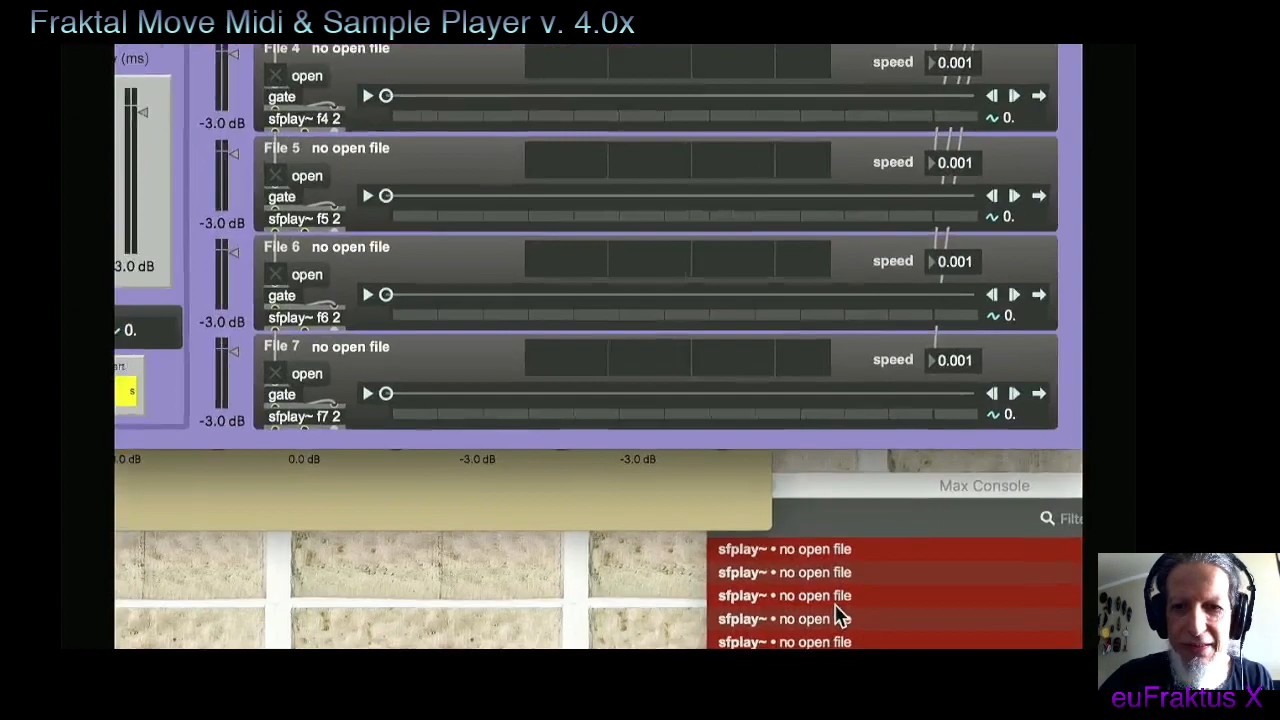 Fraktal Move Midi & Sample Player v. 4.0x
File 4 no open file
(ms)
open
speed 0.001
gate
sfplay~ f4 2
-3.0 dB
0.
File 5 no open file
open
speed 0.001
gate
sfplay~ f5 2
-3.0 dB
0.
File 6 no open file
open
speed 0.001
3.0 dB
gate
sfplay~ f6 2
-3.0 dB
0.
0.
File 7 no open file
open
speed 0.001
s
gate
sfplay~ f7 2
-3.0 dB
0.
0.0 dB 0.0 dB -3.0 dB -3.0 dB
Max Console
sfplay~ • no open file
sfplay~ • no open file
sfplay~ • no open file
sfplay~ • no open
sfplay~ • no open file
euFraktus X